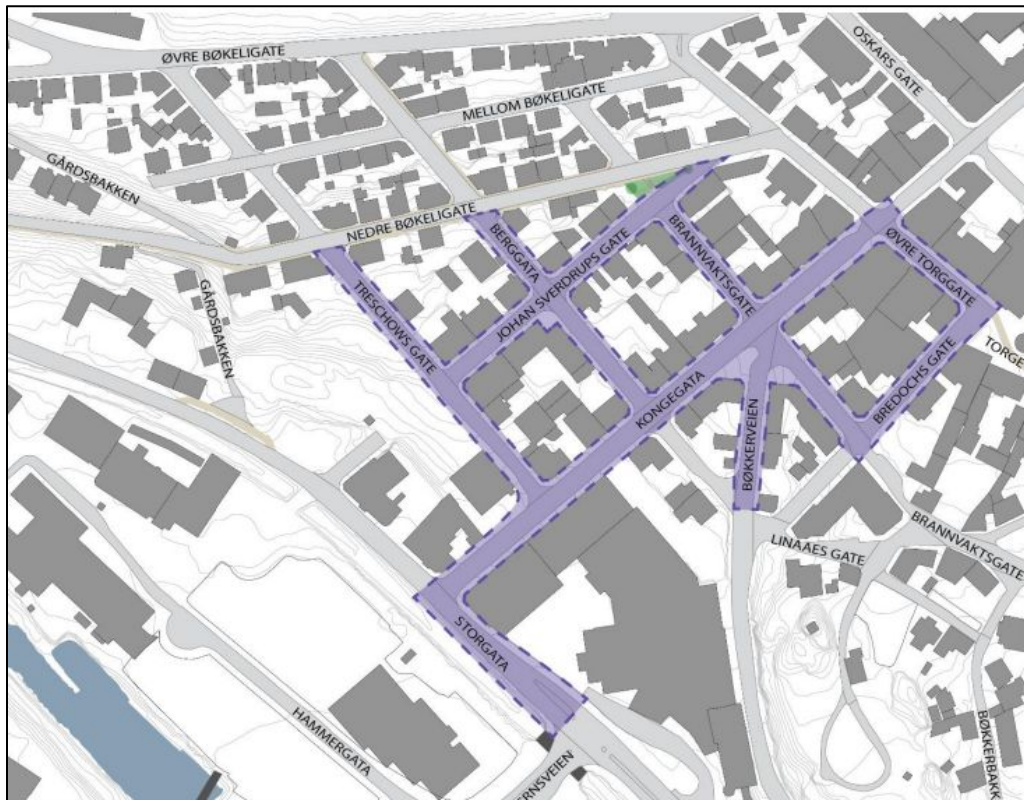 OSKARS GATE
ØVRE BØKELIGATE
MELLOM BØKELIGATE
GÅRDSBAKKEN
NEDRE BØKELIGATE
BERGGATA
BRANNVAKTSGATE
ØVRE TORGGATE
JOHAN SVERDRUPS GATE
TRESCHOWS GATE
GÅRDSBAKKEN
TORGE
BREDOCHS GATE
KONGEGATA
BØKKERVEIEN
BRANNVAKTSGATE
LINAAES GATE
STORGATA
HAMMERGATA
BØKKERBAKK
ERNSVEIEN